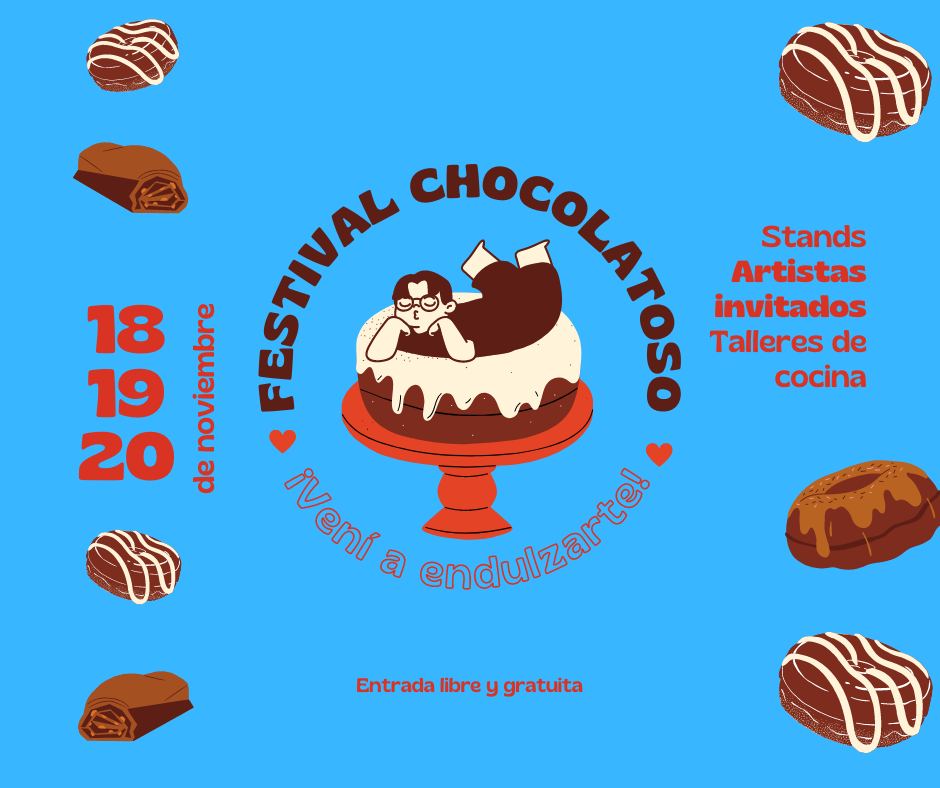 FESTIVAL CHOCOLATOSO
18
19
20
de noviembre
Stands
Artistas
invitados
Talleres de
cocina
¡Vení a endulzarte!
Entrada libre y gratuita